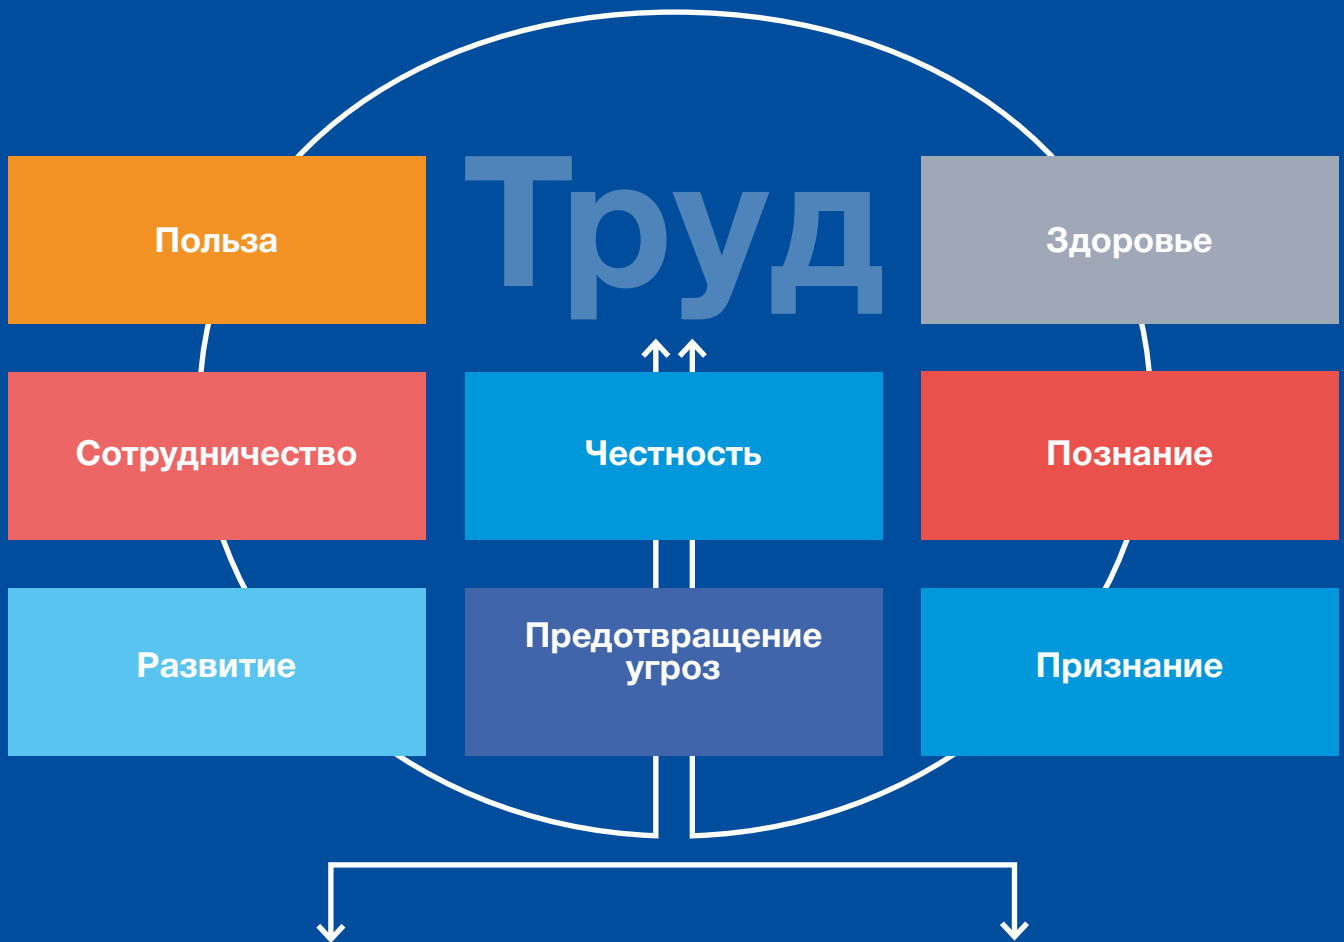 Труд
Польза
Здоровье
Сотрудничество
Честность
Познание
Развитие
Предотвращение
угроз
Признание